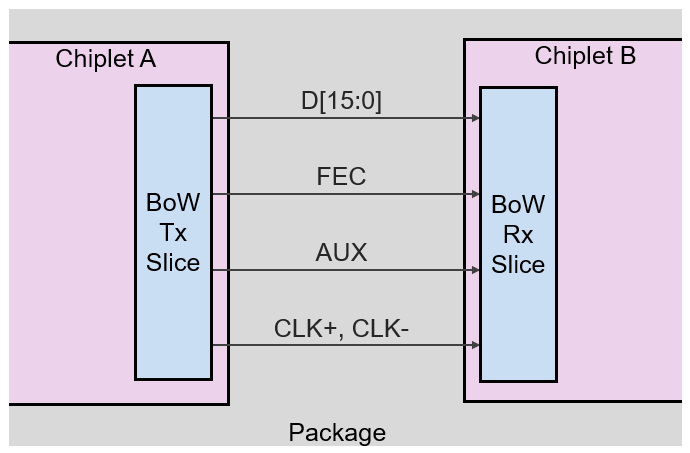 Chiplet A
Chiplet B
D[15:0]
FEC
AUX
CLK+, CLK-
BoW
Tx
Slice
BoW
Rx
Slice
Package